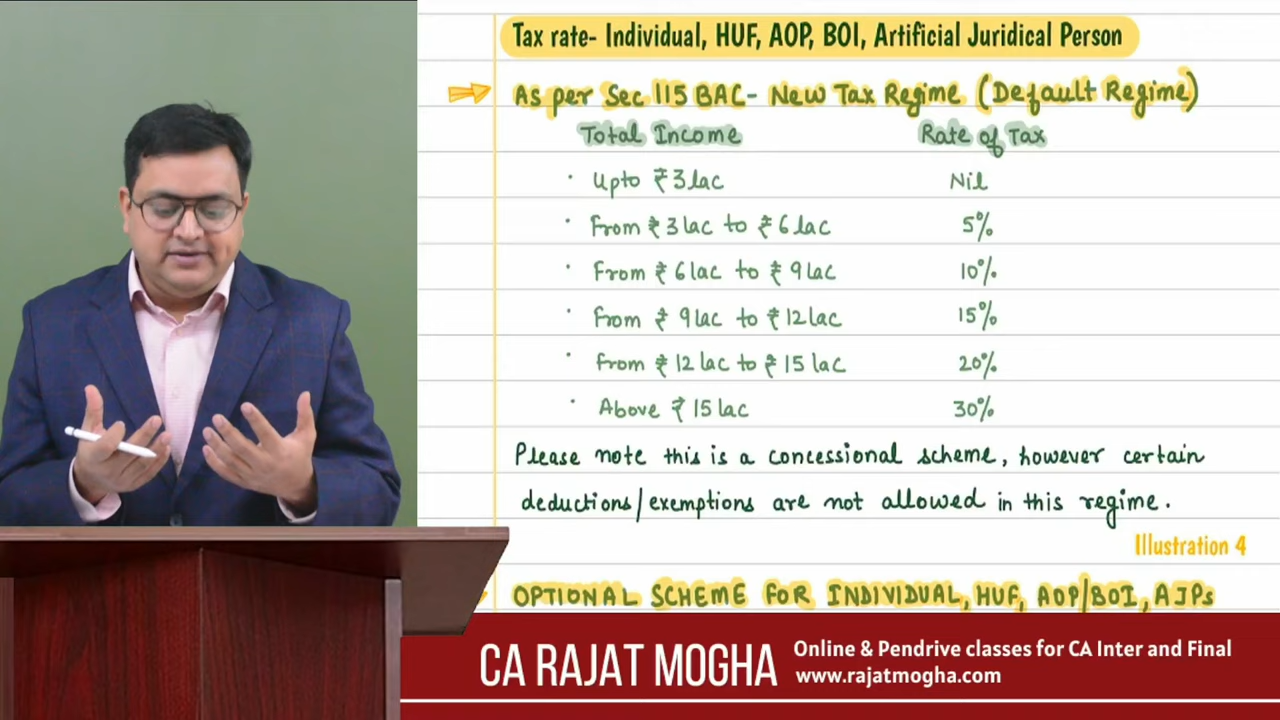 Tax rate- Individual, HUF, AOP, BOI, Artificial Juridical Person
As per Sec 115 BAC- New Tax Regime (Default Regime)
Total Income Rate of Tax
· Upto ₹3 lac Nil
· From ₹3 lac to ₹6 lac 5%
· From ₹6 lac to ₹9 lac 10%
· From ₹9 lac to ₹12 lac 15%
· From ₹12 lac to ₹15 lac 20%
· Above ₹15 lac 30%
Please note this is a concessional scheme, however certain
deductions/exemptions are not allowed in this regime.
Illustration 4
OPTIONAL SCHEME FOR INDIVIDUAL, HUF, AOP/BOI, AJPs
CA RAJAT MOGHA
Online & Pendrive classes for CA Inter and Final
www.rajatmogha.com